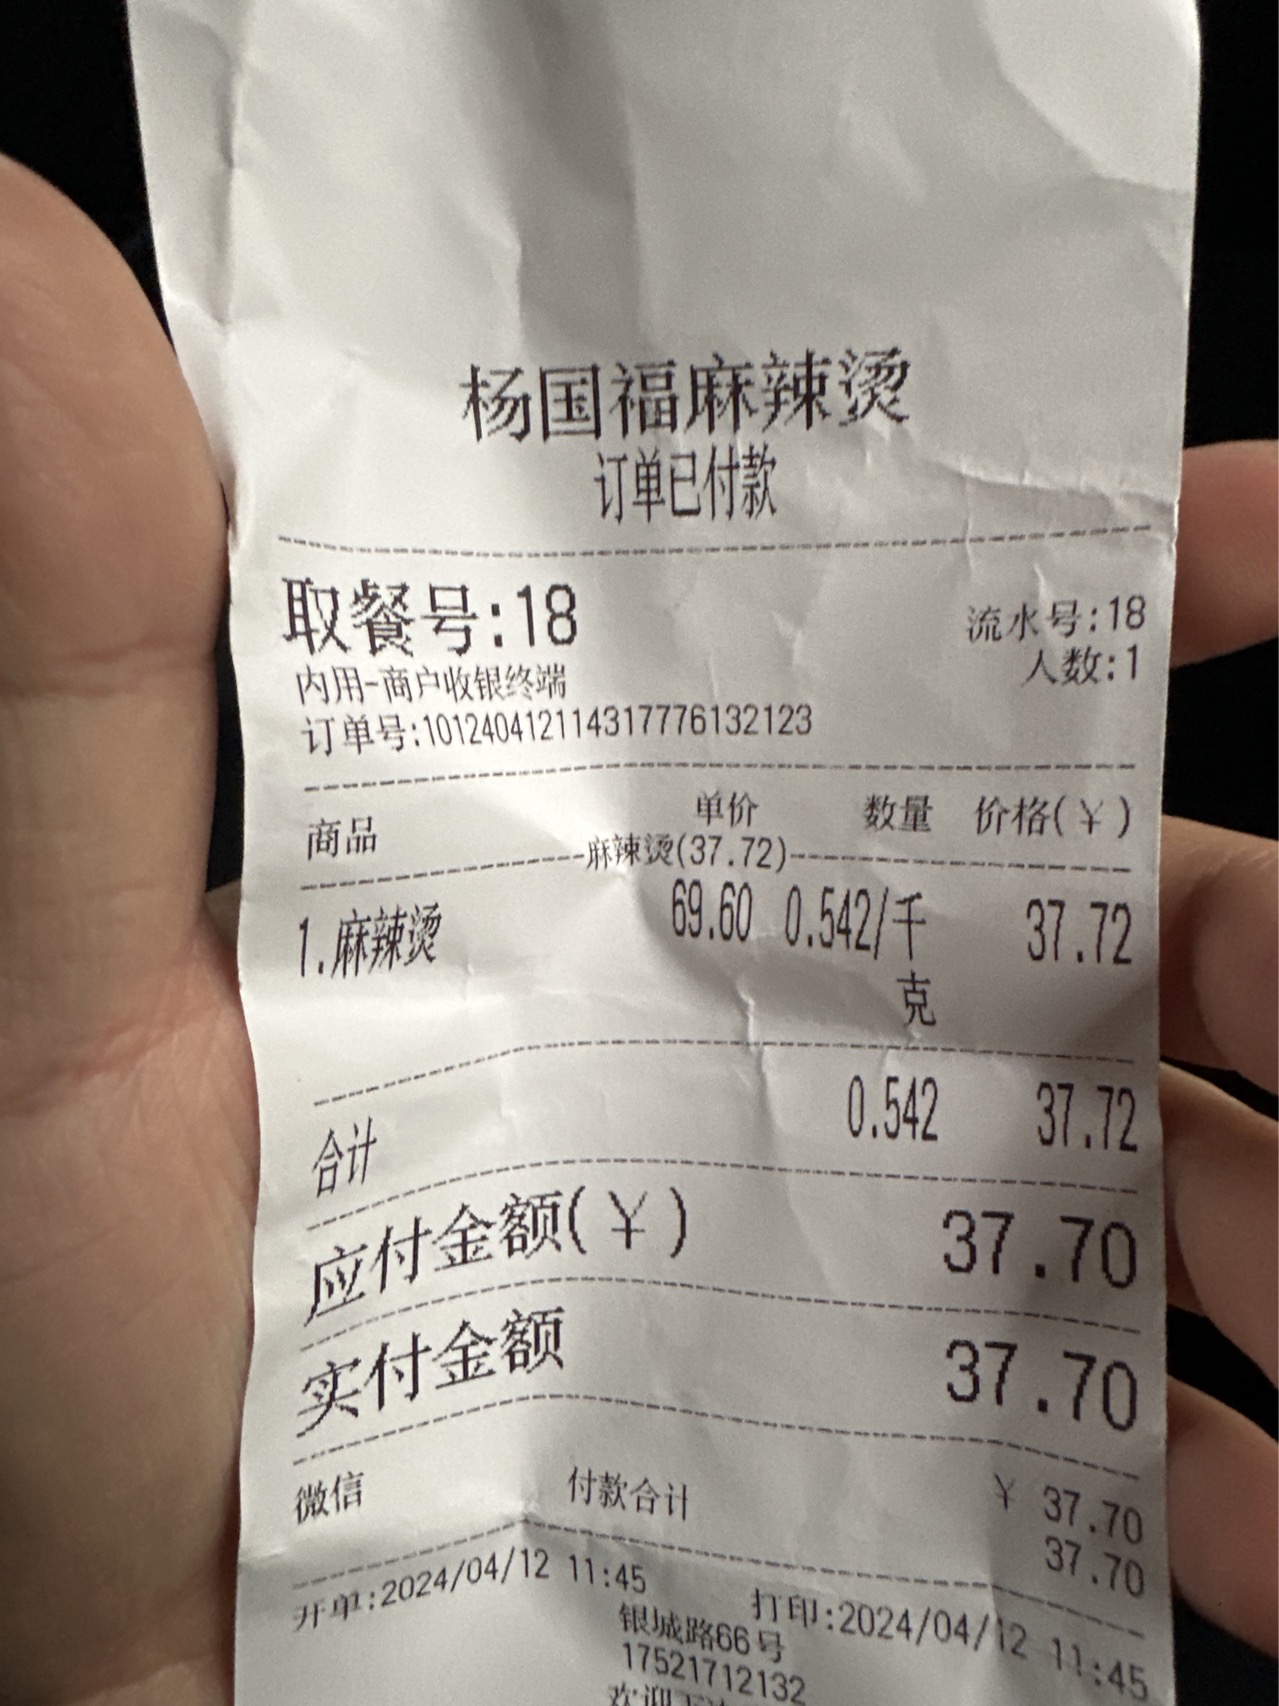 杨国福麻辣烫
订单已付款
取餐号:18 流水号:18
内用-商户收银终端 人数:1
订单号:10124041211431777613​2123
商品 单价 数量 价格(¥)
麻辣烫(37.72)
1.麻辣烫 69.60 0.542/千 37.72
克
合计 0.542 37.72
应付金额(¥) 37.70
实付金额 37.70
微信 付款合计 ¥ 37.70
37.70
开单:2024/04/12 11:45 打印:2024/04/12 11:45
银城路66号
17521712132
欢迎下